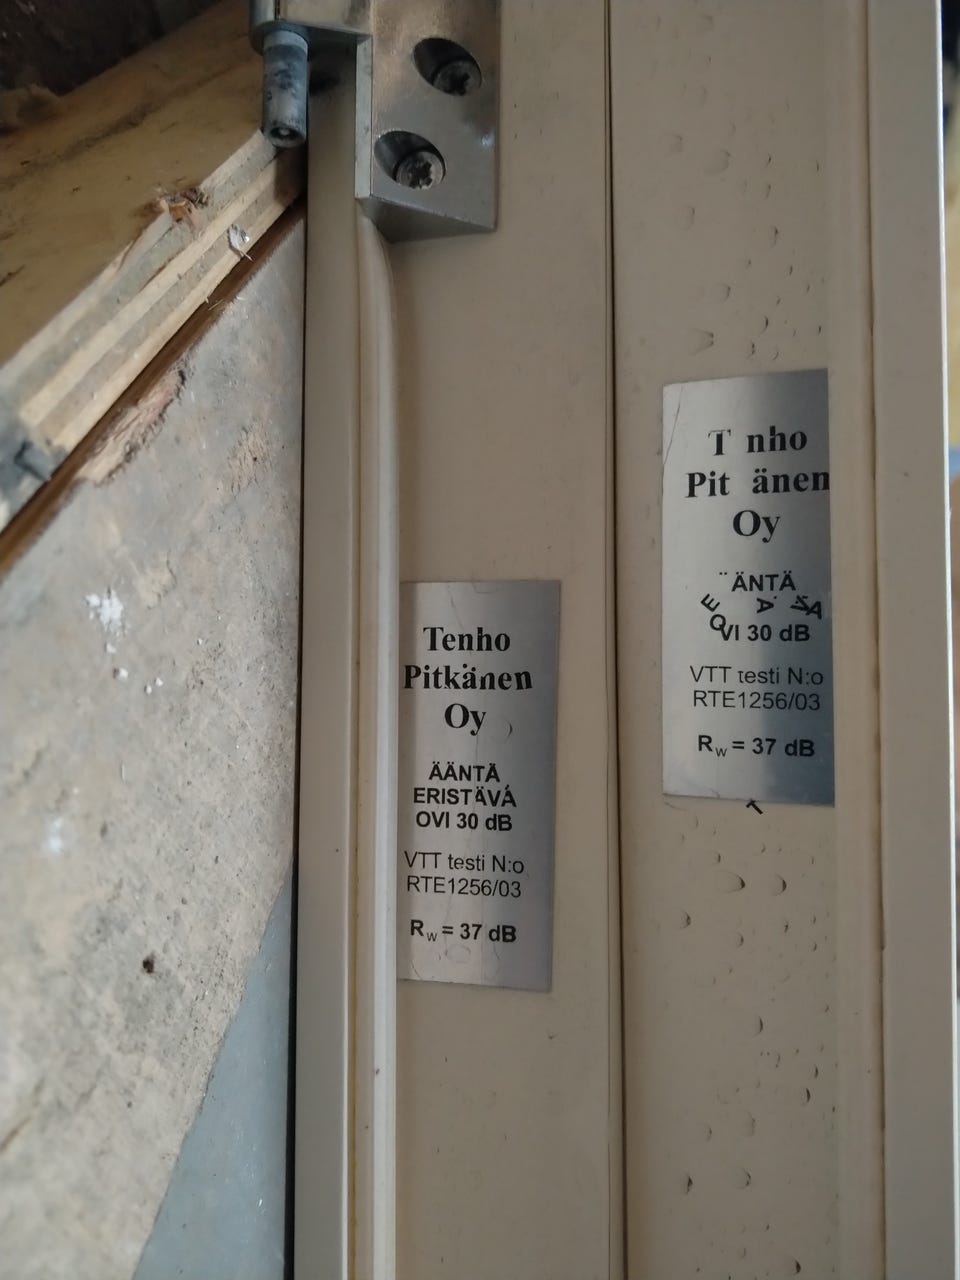 Tenho
Pitkänen
Oy
ÄÄNTÄ
ERISTÄVÄ
OVI 30 dB
VTT testi N:o
RTE1256/03
Rw = 37 dB
T nho
Pit änen
Oy
ÄNTÄ
OVI 30 dB
VTT testi N:o
RTE1256/03
Rw = 37 dB